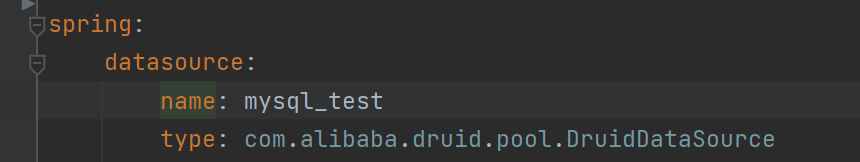 spring:
datasource:
name: mysql_test
type: com.alibaba.druid.pool.DruidDataSource